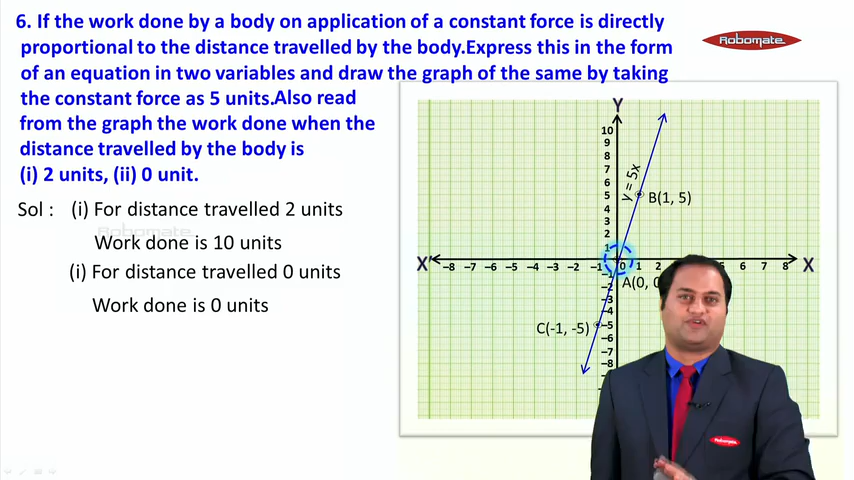 6. If the work done by a body on application of a constant force is directly
proportional to the distance travelled by the body.Express this in the form
of an equation in two variables and draw the graph of the same by taking
the constant force as 5 units.Also read
from the graph the work done when the
distance travelled by the body is
(i) 2 units, (ii) 0 unit.
Robomate
Sol : (i) For distance travelled 2 units
Robomate
Work done is 10 units
(i) For distance travelled 0 units
Work done is 0 units
Y
10
9
8
7
6
5
4
3
2
1
y = 5x
B(1, 5)
X' -8 -7 -6 -5 -4 -3 -2 -1 0 1 2 5 6 7 8 X
A(0, 0
-1
-2
-3
-4
-5
-6
-7
-8
C(-1, -5)